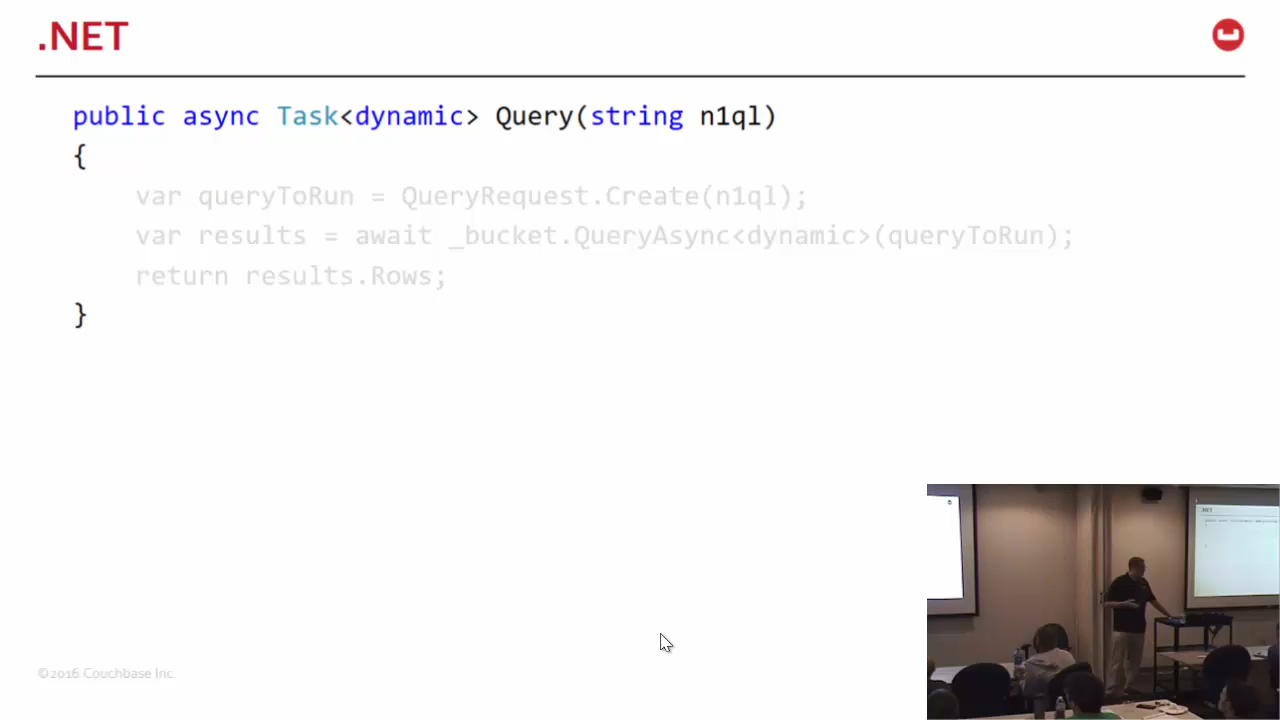 .NET
public async Task<dynamic> Query(string n1ql)
{
var queryToRun = QueryRequest.Create(n1ql);
var results = await _bucket.QueryAsync<dynamic>(queryToRun);
return results.Rows;
}
©2016 Couchbase Inc.
.NET